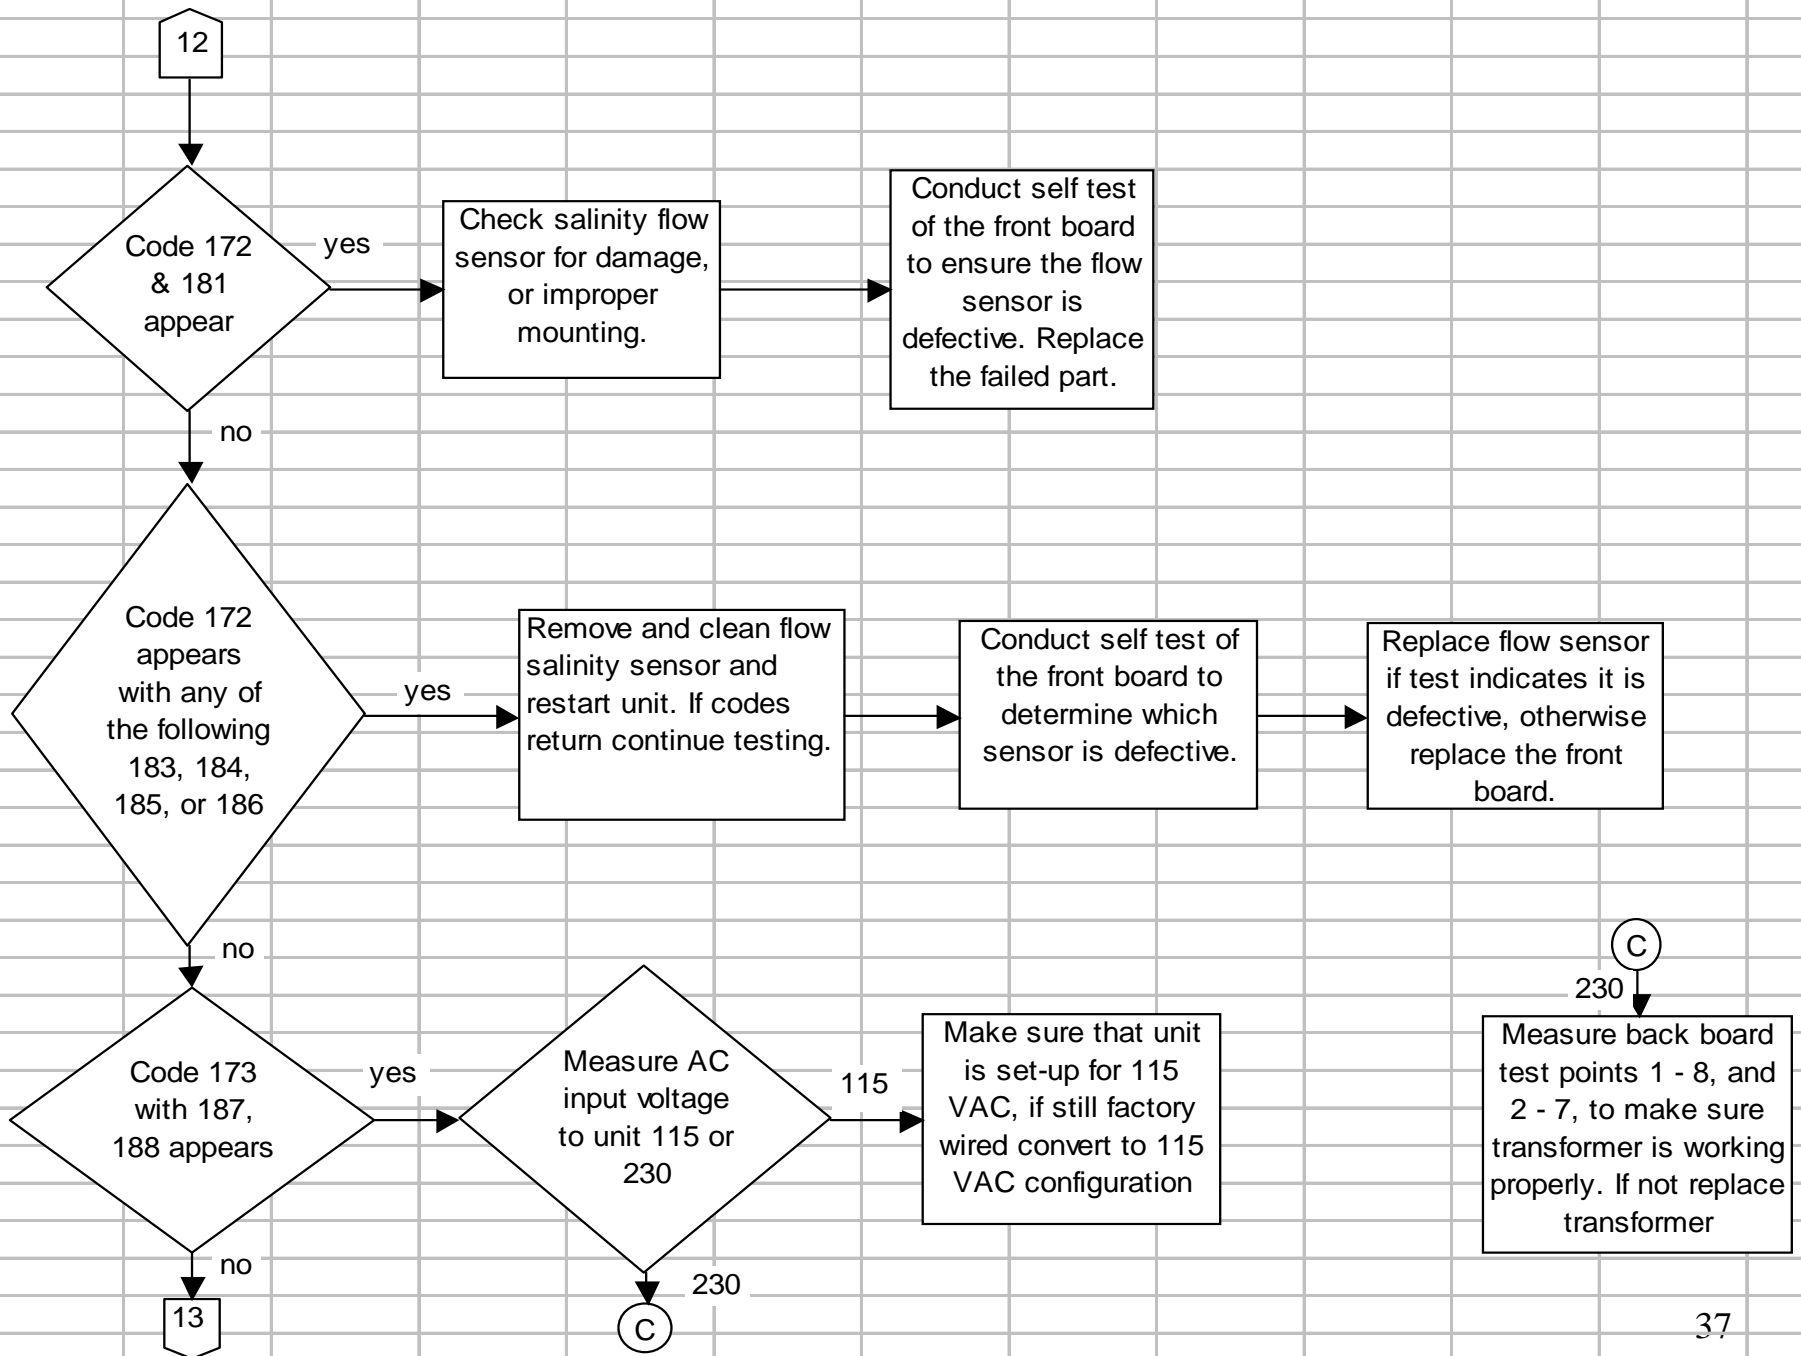 12
Code 172
& 181
appear
yes
Check salinity flow
sensor for damage,
or improper
mounting.
Conduct self test
of the front board
to ensure the flow
sensor is
defective. Replace
the failed part.
no
Code 172
appears
with any of
the following
183, 184,
185, or 186
yes
Remove and clean flow
salinity sensor and
restart unit. If codes
return continue testing.
Conduct self test of
the front board to
determine which
sensor is defective.
Replace flow sensor
if test indicates it is
defective, otherwise
replace the front
board.
no
Code 173
with 187,
188 appears
yes
Measure AC
input voltage
to unit 115 or
230
115
Make sure that unit
is set-up for 115
VAC, if still factory
wired convert to 115
VAC configuration
230
C
C
230
Measure back board
test points 1 - 8, and
2 - 7, to make sure
transformer is working
properly. If not replace
transformer
no
13
37